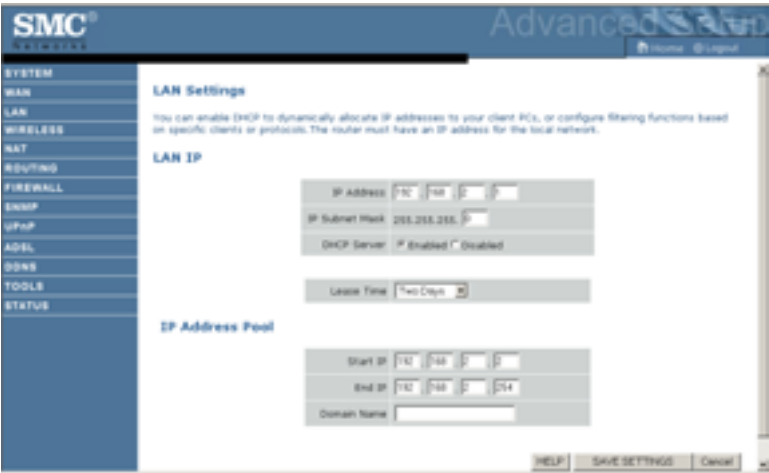 SMC®
Networks
Advanced Setup
Home Logout
SYSTEM
WAN
LAN
WIRELESS
NAT
ROUTING
FIREWALL
SNMP
UPnP
ADSL
DDNS
TOOLS
STATUS
LAN Settings
You can enable DHCP to dynamically allocate IP addresses to your client PCs, or configure filtering functions based
on specific clients or protocols. The router must have an IP address for the local network.
LAN IP
IP Address 192 . 168 . 2 . 1
IP Subnet Mask 255.255.255. 0
DHCP Server Enabled Disabled
Lease Time Two Days
IP Address Pool
Start IP 192 . 168 . 2 . 2
End IP 192 . 168 . 2 . 254
Domain Name
HELP SAVE SETTINGS Cancel